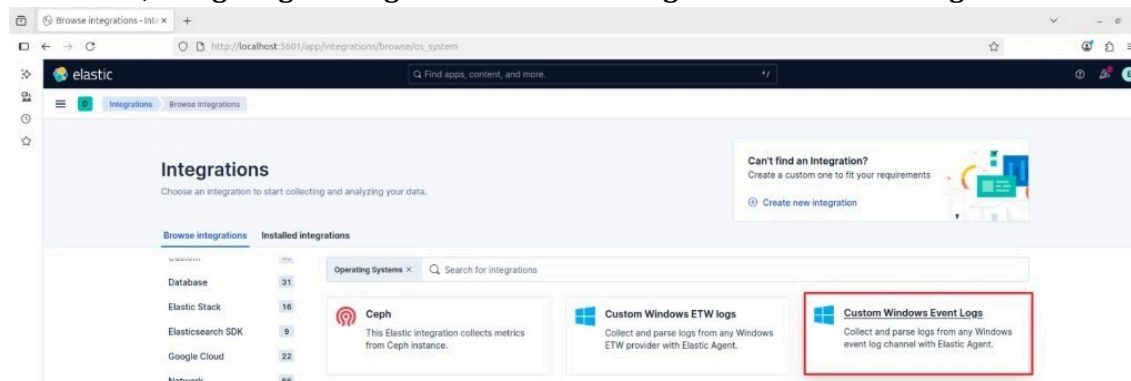 Browse integrations - Inte
http://localhost:5601/app/integrations/browse/os_system
elastic
Find apps, content, and more.
*/
D
Integrations
Browse integrations
Integrations
Choose an integration to start collecting and analyzing your data.
Can't find an Integration?
Create a custom one to fit your requirements
Create new integration
Browse integrations
Installed integrations
Custom
Database
31
Elastic Stack
16
Elasticsearch SDK
9
Google Cloud
22
Network
66
Operating Systems ×
Search for integrations
Ceph
This Elastic integration collects metrics
from Ceph instance.
Custom Windows ETW logs
Collect and parse logs from any Windows
ETW provider with Elastic Agent.
Custom Windows Event Logs
Collect and parse logs from any Windows
event log channel with Elastic Agent.